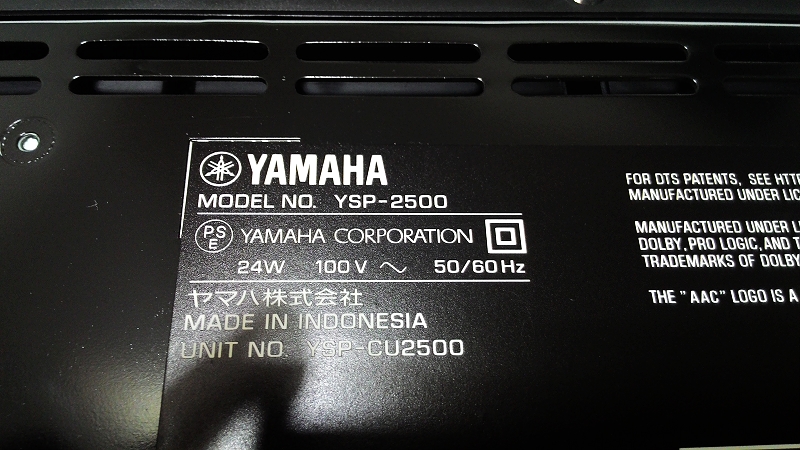 YAMAHA
MODEL NO. YSP-2500
PS E YAMAHA CORPORATION
24W 100V ~ 50/60Hz
ヤマハ株式会社
MADE IN INDONESIA
UNIT NO. YSP-CU2500
FOR DTS PATENTS, SEE
MANUFACTURED UNDER
MANUFACTURED UNDER
DOLBY, PRO LOGIC, AND
TRADEMARKS OF DOLBY
THE "AAC" LOGO IS A